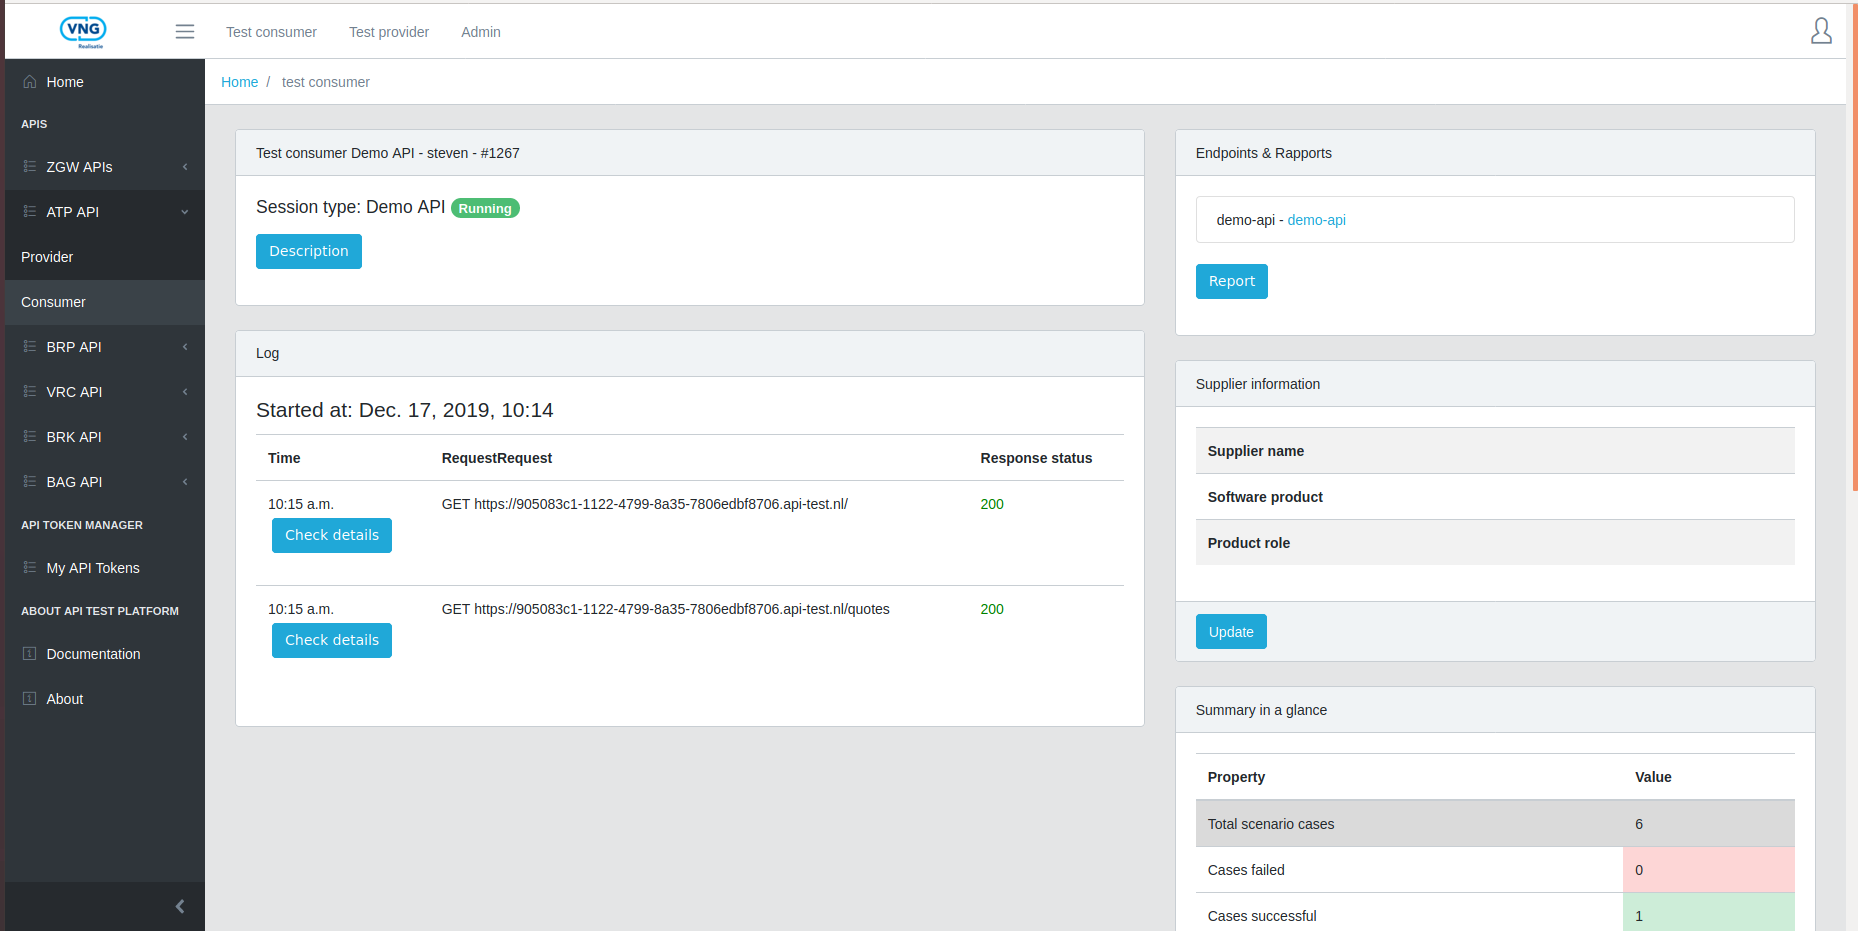 VNG
Realisatie
Test consumer
Test provider
Admin
Home
APIS
ZGW APIs
ATP API
Provider
Consumer
BRP API
VRC API
BRK API
BAG API
API TOKEN MANAGER
My API Tokens
ABOUT API TEST PLATFORM
Documentation
About
Home / test consumer
Test consumer Demo API - steven - #1267
Session type: Demo API Running
Description
Log
Started at: Dec. 17, 2019, 10:14
Time RequestRequest Response status
10:15 a.m. GET https://905083c1-1122-4799-8a35-7806edbf8706.api-test.nl/ 200
Check details
10:15 a.m. GET https://905083c1-1122-4799-8a35-7806edbf8706.api-test.nl/quotes 200
Check details
Endpoints & Rapports
demo-api - demo-api
Report
Supplier information
Supplier name
Software product
Product role
Update
Summary in a glance
Property Value
Total scenario cases 6
Cases failed 0
Cases successful 1